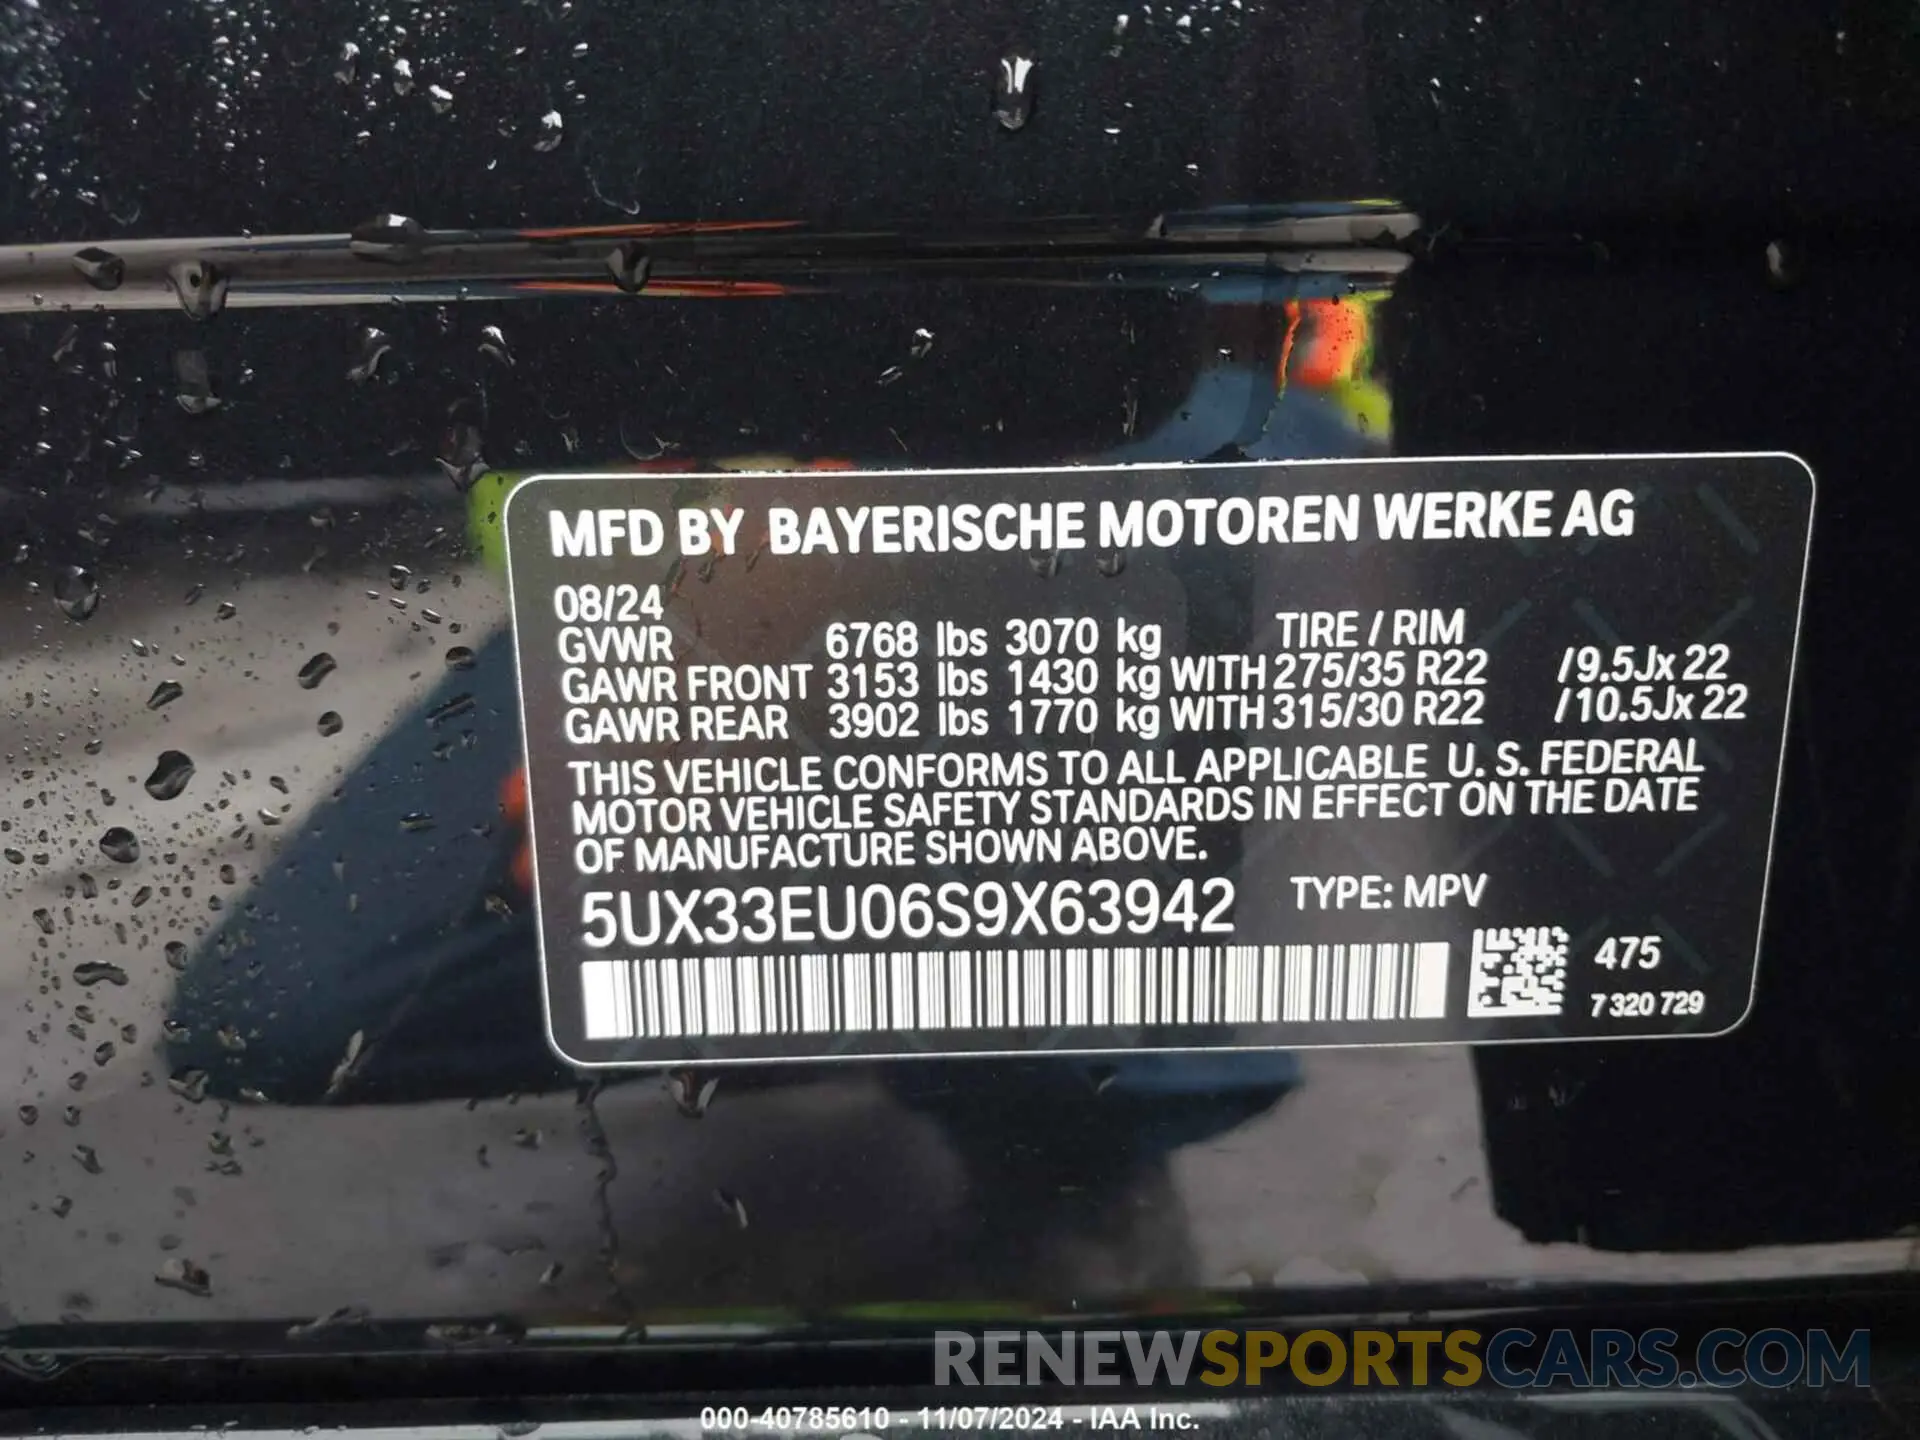 MFD BY BAYERISCHE MOTOREN WERKE AG
08/24
GVWR 6768 lbs 3070 kg TIRE / RIM
GAWR FRONT 3153 lbs 1430 kg WITH 275/35 R22 /9.5Jx 22
GAWR REAR 3902 lbs 1770 kg WITH 315/30 R22 /10.5Jx 22
THIS VEHICLE CONFORMS TO ALL APPLICABLE U. S. FEDERAL
MOTOR VEHICLE SAFETY STANDARDS IN EFFECT ON THE DATE
OF MANUFACTURE SHOWN ABOVE.
5UX33EU06S9X63942 TYPE: MPV
475
7 320 729
RENEWSPORTSCARS.COM
000-40785610 - 11/07/2024 - IAA Inc.